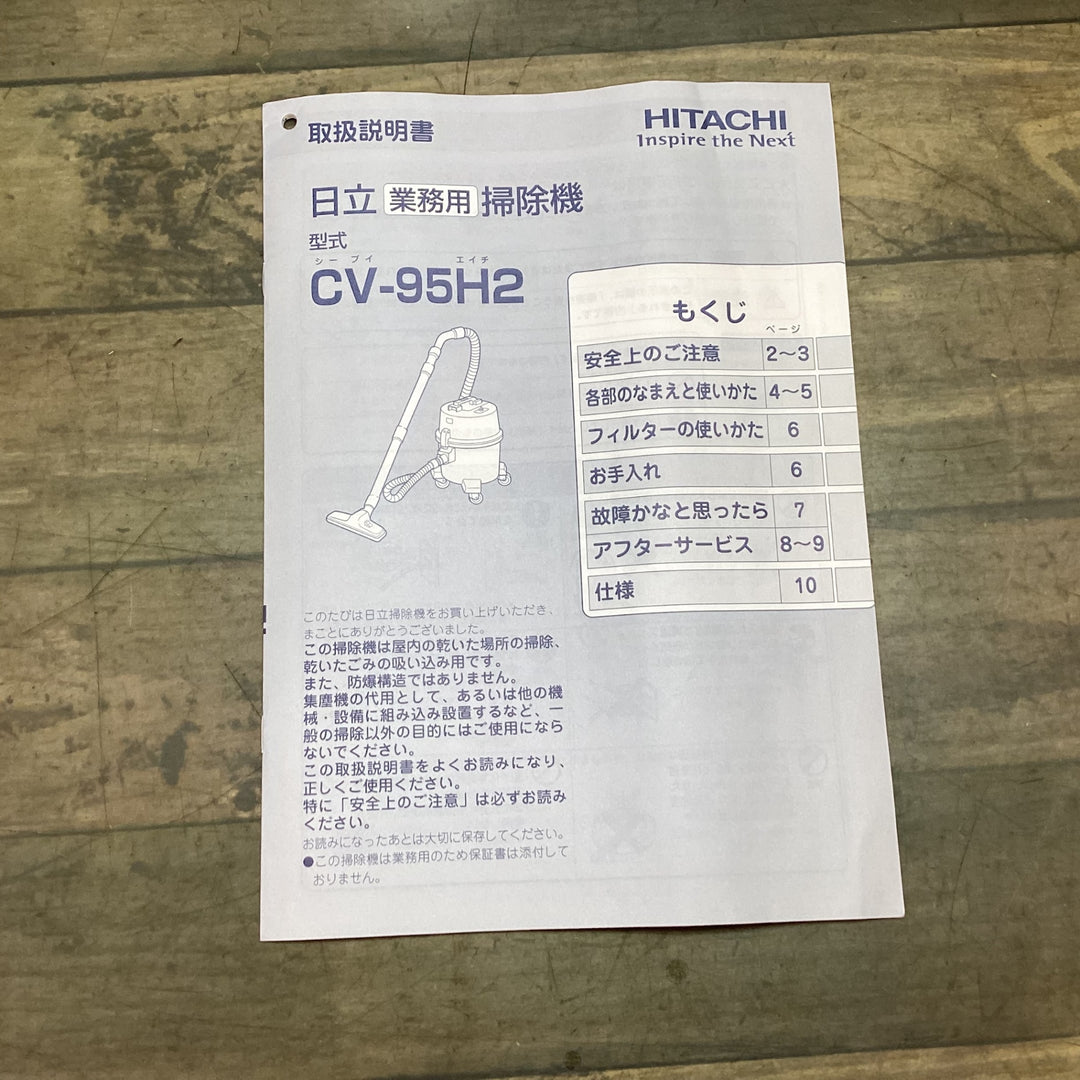 取扱説明書
HITACHI
Inspire the Next
日立 業務用 掃除機
型式
シー ブイ エイチ
CV-95H2
もくじ
ページ
安全上のご注意 2～3
各部のなまえと使いかた 4～5
フィルターの使いかた 6
お手入れ 6
故障かなと思ったら 7
アフターサービス 8～9
仕様 10
このたびは日立掃除機をお買い上げいただき、
まことにありがとうございました。
この掃除機は屋内の乾いた場所の掃除、
乾いたごみの吸い込み用です。
また、防爆構造ではありません。
集塵機の代用として、あるいは他の機
械・設備に組み込み設置するなど、一
般の掃除以外の目的にはご使用になら
ないでください。
この取扱説明書をよくお読みになり、
正しくご使用ください。
特に「安全上のご注意」は必ずお読み
ください。
お読みになったあとは大切に保存してください。
●この掃除機は業務用のため保証書は添付して
おりません。